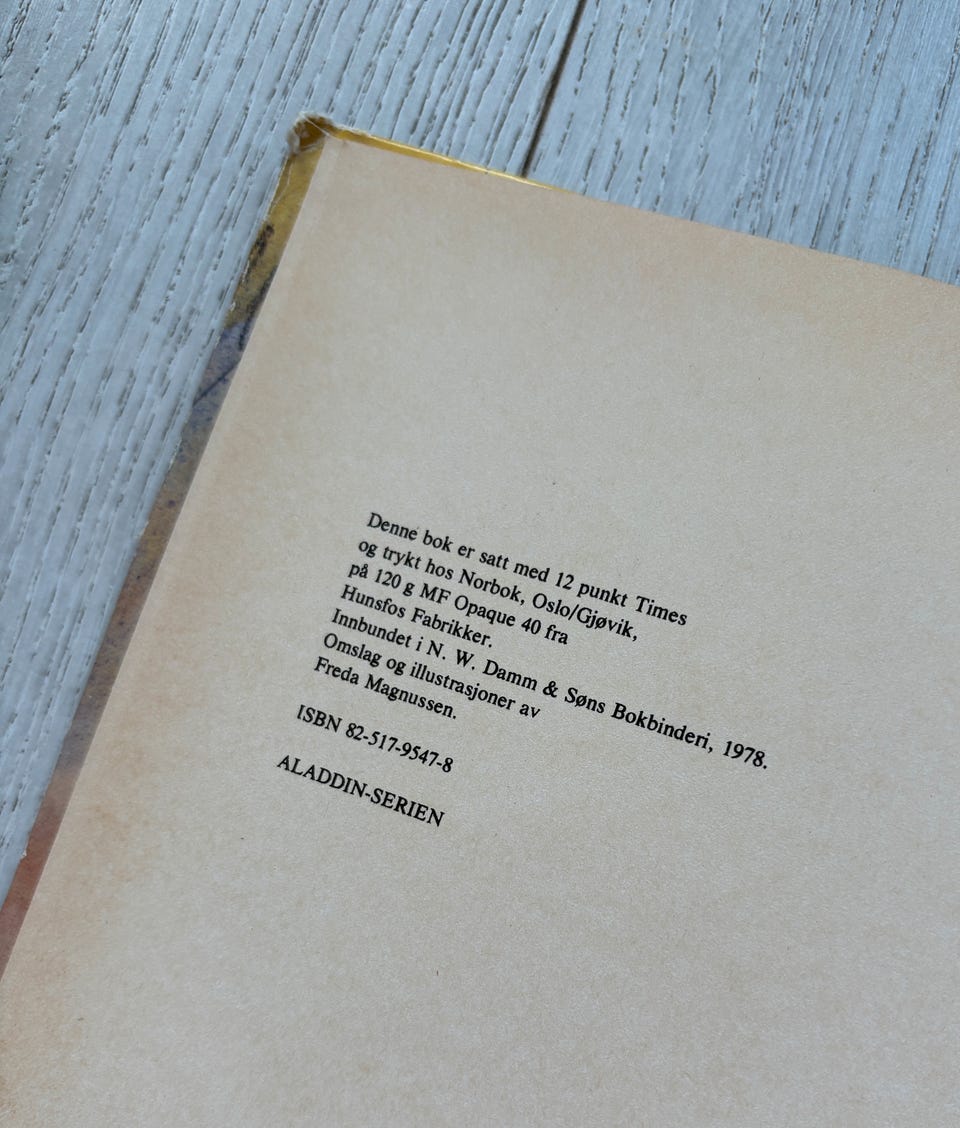 Denne bok er satt med 12 punkt Times
og trykt hos Norbok, Oslo/Gjøvik,
på 120 g MF Opaque 40 fra
Hunsfos Fabrikker.
Innbundet i N. W. Damm & Søns Bokbinderi, 1978.
Omslag og illustrasjoner av
Freda Magnussen.
ISBN 82-517-9547-8
ALADDIN-SERIEN